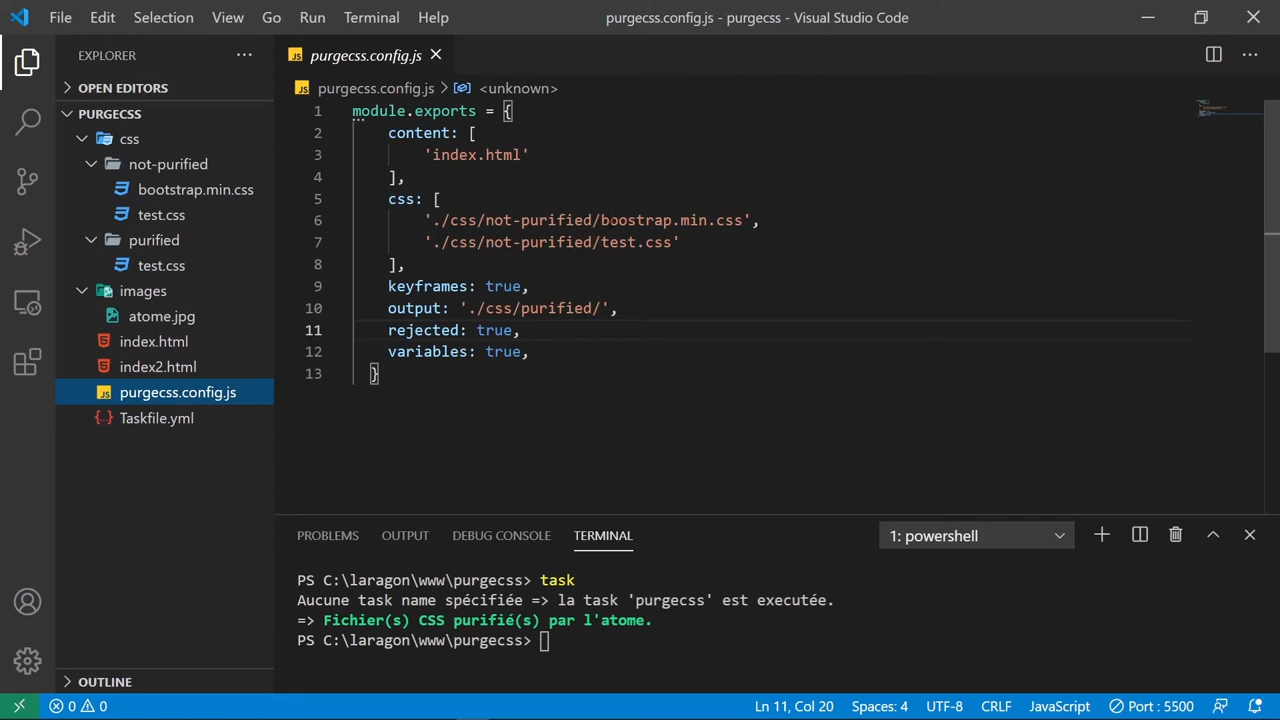 File Edit Selection View Go Run Terminal Help purgecss.config.js - purgecss - Visual Studio Code
EXPLORER
OPEN EDITORS
PURGECSS
css
not-purified
bootstrap.min.css
test.css
purified
test.css
images
atome.jpg
index.html
index2.html
JS purgecss.config.js
Taskfile.yml
OUTLINE
JS purgecss.config.js
JS purgecss.config.js > <unknown>
1 module.exports = {
2 content: [
3 'index.html'
4 ],
5 css: [
6 './css/not-purified/boostrap.min.css',
7 './css/not-purified/test.css'
8 ],
9 keyframes: true,
10 output: './css/purified/',
11 rejected: true,
12 variables: true,
13 }
PROBLEMS OUTPUT DEBUG CONSOLE TERMINAL 1: powershell
PS C:\laragon\www\purgecss> task
Aucune task name spécifiée => la task 'purgecss' est executée.
=> Fichier(s) CSS purifié(s) par l'atome.
PS C:\laragon\www\purgecss>
0 0 Ln 11, Col 20 Spaces: 4 UTF-8 CRLF JavaScript Port : 5500